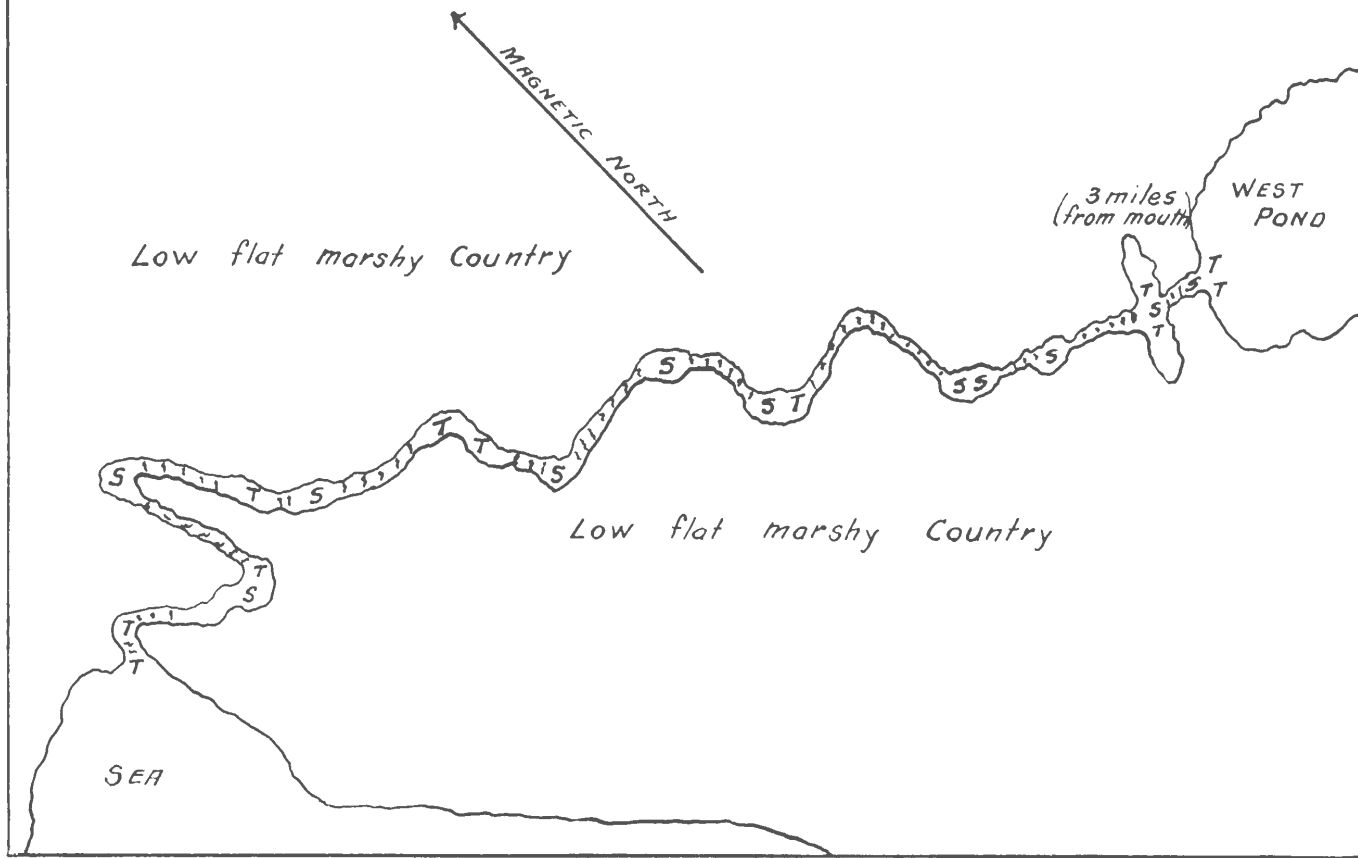 MAGNETIC NORTH
WEST
POND
(3 miles)
(from mouth)
Low flat marshy Country
T
T
S
T
S
T
S
S S
S
S T
T
T
S
S
T
S
Low flat marshy Country
T
S
T
T
SEA